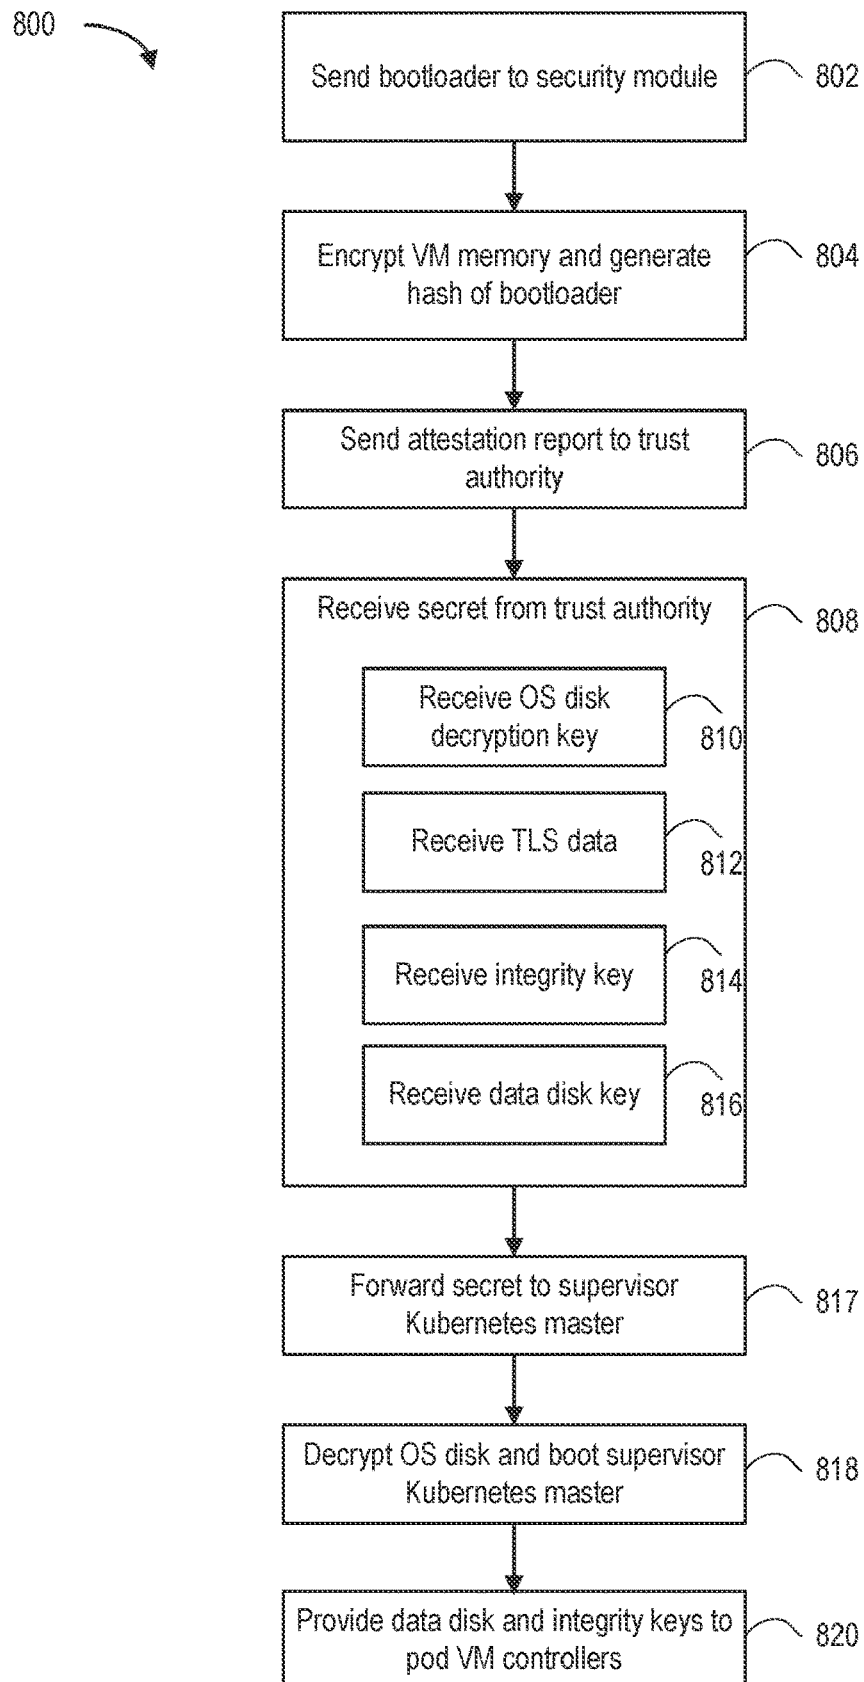 800
Send bootloader to security module
802
Encrypt VM memory and generate
hash of bootloader
804
Send attestation report to trust
authority
806
Receive secret from trust authority
808
Receive OS disk
decryption key
810
Receive TLS data
812
Receive integrity key
814
Receive data disk key
816
Forward secret to supervisor
Kubernetes master
817
Decrypt OS disk and boot supervisor
Kubernetes master
818
Provide data disk and integrity keys to
pod VM controllers
820